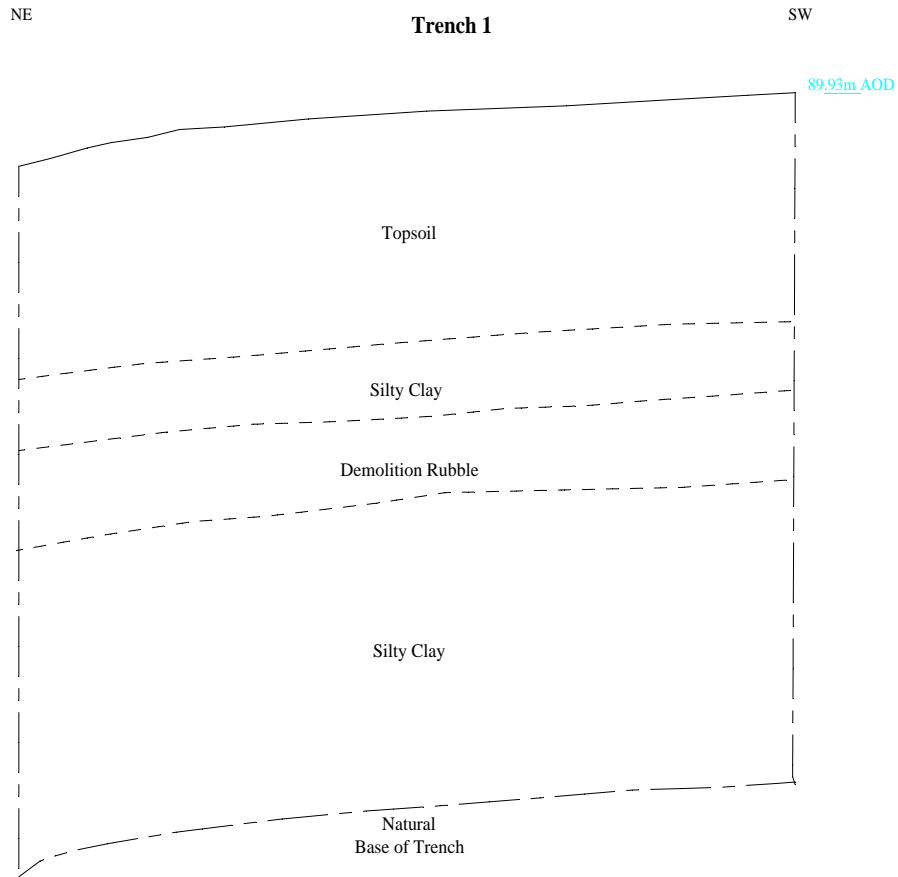 NE
Trench 1
SW
89.93m AOD
Topsoil
Silty Clay
Demolition Rubble
Silty Clay
Natural
Base of Trench